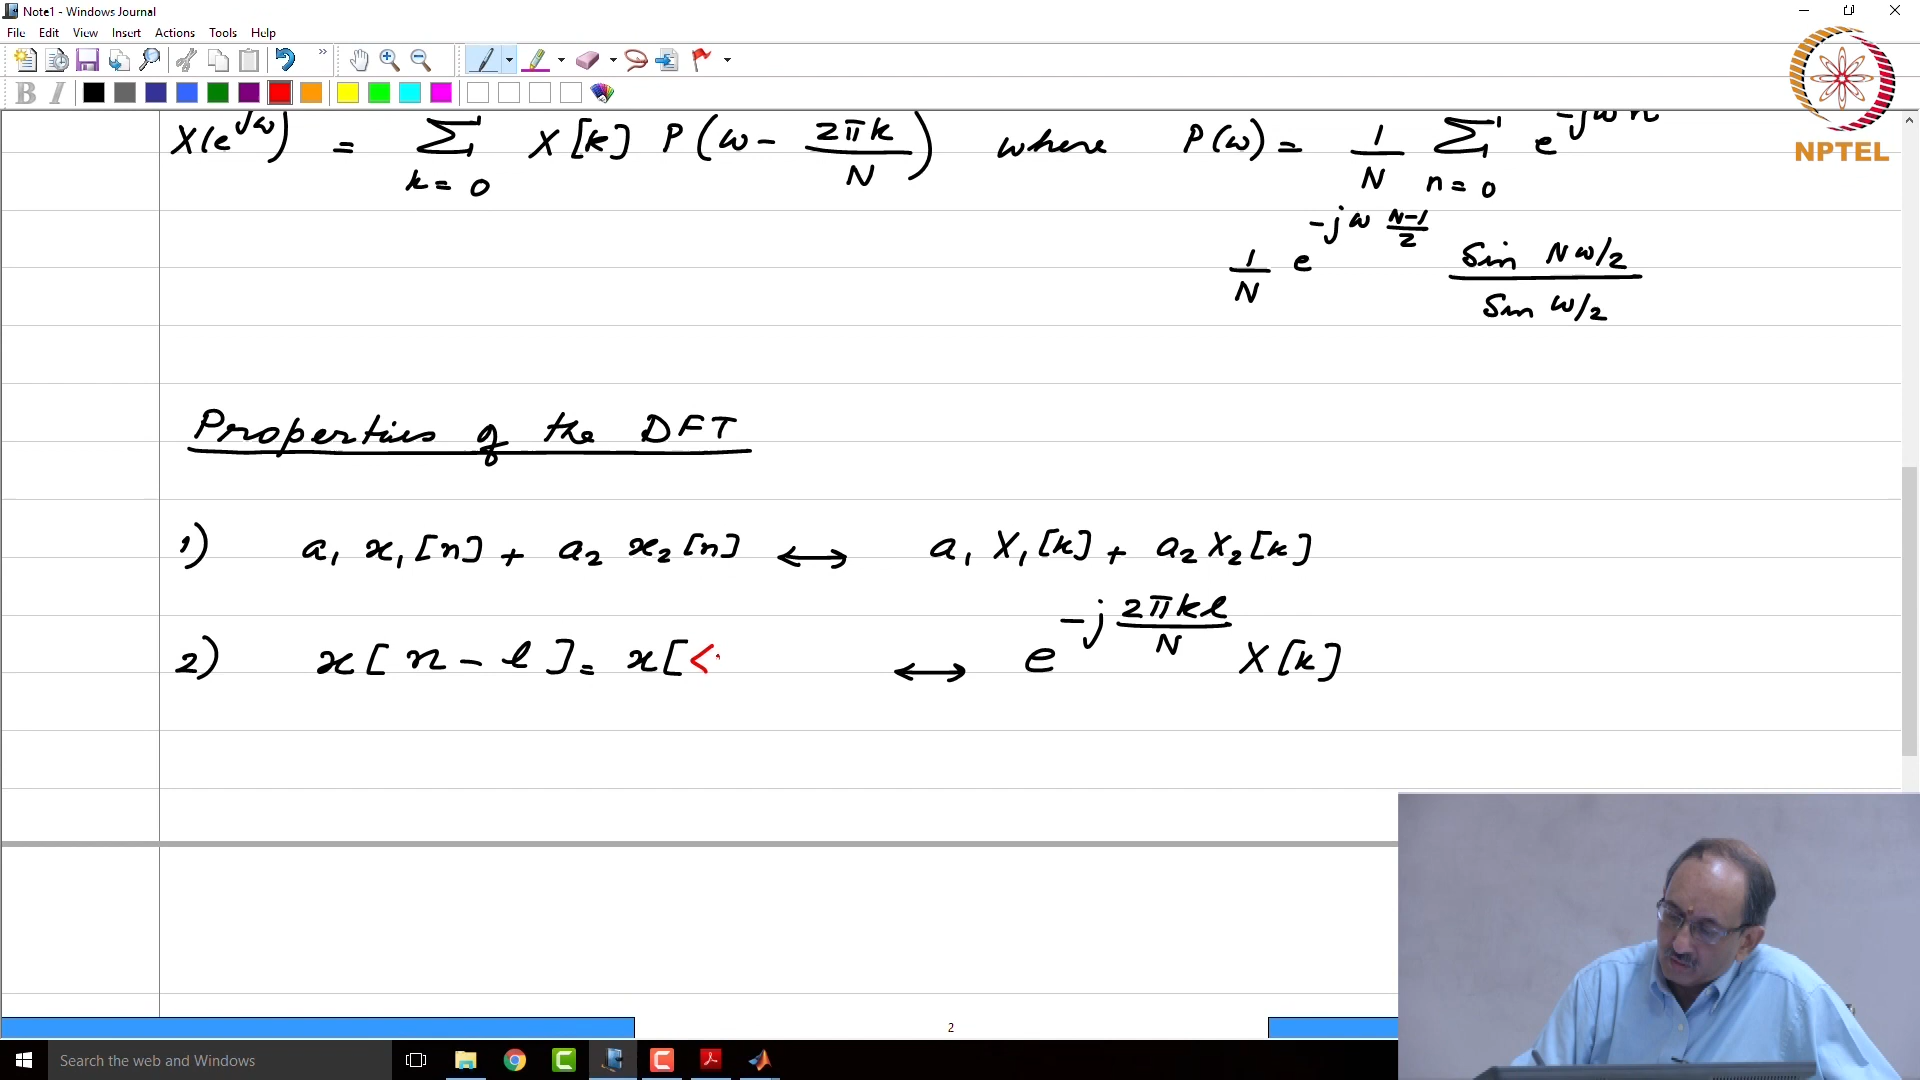 Note1 - Windows Journal
File Edit View Insert Actions Tools Help
B I
NPTEL
X(e^{jω}) = Σ_{k=0} X[k] P(ω - 2πk/N) where P(ω) = 1/N Σ_{n=0} e^{-jωn}
1/N e^{-jω (N-1)/2} Sin Nω/2 / Sin ω/2
Properties of the DFT
1) a₁ x₁[n] + a₂ x₂[n] ↔ a₁ X₁[k] + a₂ X₂[k]
2) x[n - l] = x[< ↔ e^{-j 2πkl/N} X[k]
2
Search the web and Windows